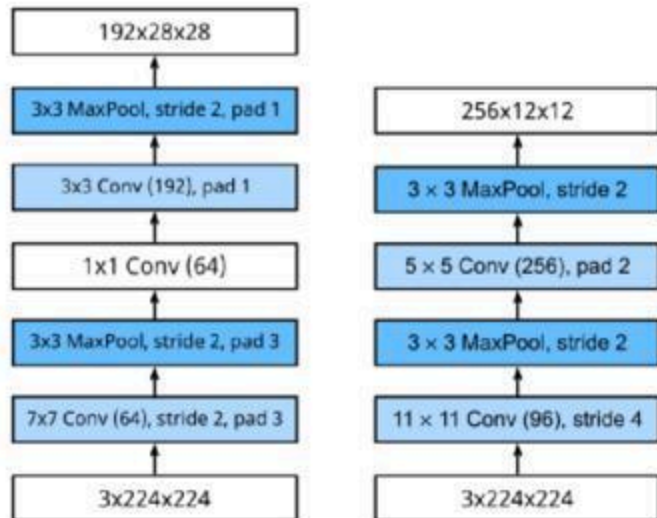 192x28x28
3x3 MaxPool, stride 2, pad 1
3x3 Conv (192), pad 1
1x1 Conv (64)
3x3 MaxPool, stride 2, pad 3
7x7 Conv (64), stride 2, pad 3
3x224x224
256x12x12
3 × 3 MaxPool, stride 2
5 × 5 Conv (256), pad 2
3 × 3 MaxPool, stride 2
11 × 11 Conv (96), stride 4
3x224x224